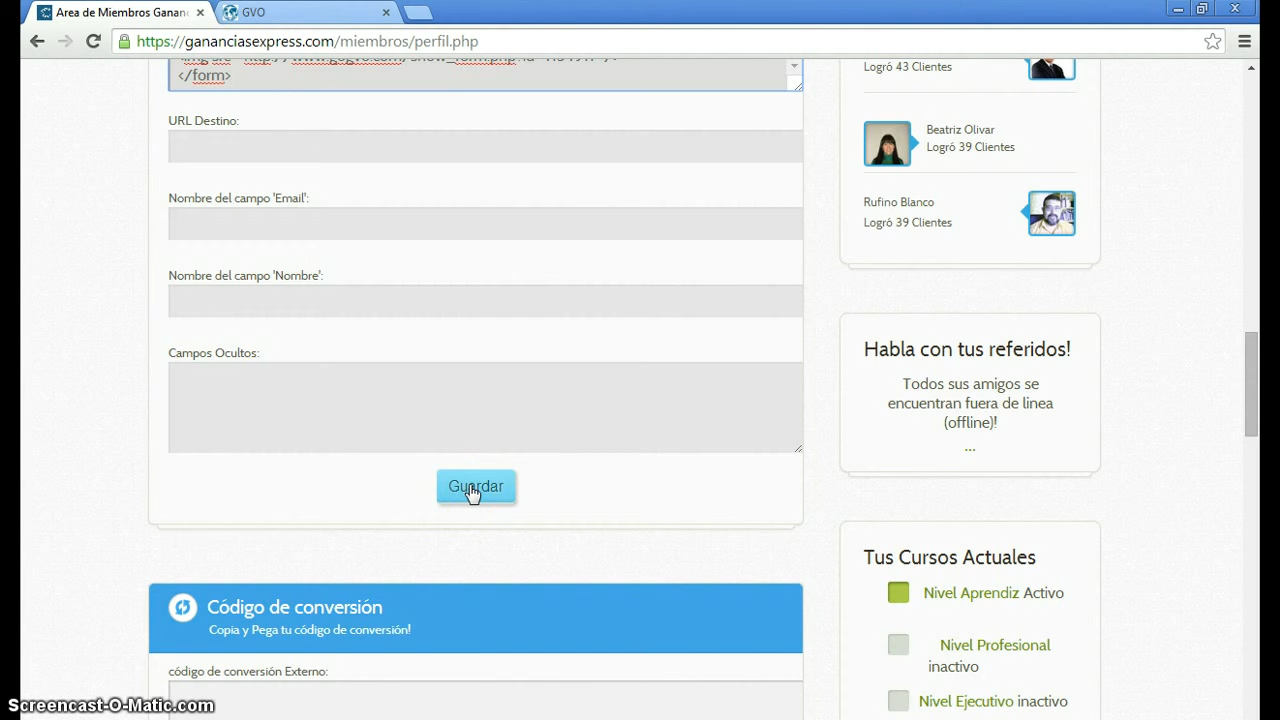 Area de Miembros Gananc
GVO
https://gananciasexpress.com/miembros/perfil.php
</form>
URL Destino:
Nombre del campo 'Email':
Nombre del campo 'Nombre':
Campos Ocultos:
Guardar
Código de conversión
Copia y Pega tu código de conversión!
código de conversión Externo:
Logró 43 Clientes
Beatriz Olivar
Logró 39 Clientes
Rufino Blanco
Logró 39 Clientes
Habla con tus referidos!
Todos sus amigos se
encuentran fuera de linea
(offline)!
...
Tus Cursos Actuales
Nivel Aprendiz Activo
Nivel Profesional
inactivo
Nivel Ejecutivo inactivo
Screencast-O-Matic.com